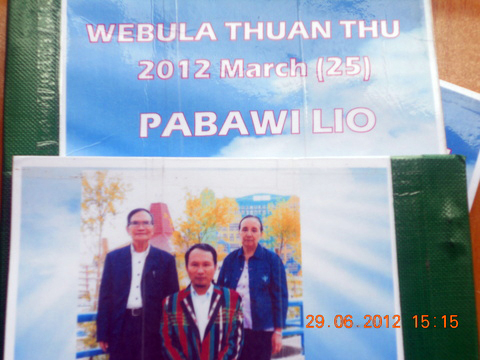 WEBULA THUAN THU
2012 March (25)
PABAWI LIO
29.06.2012 15:15